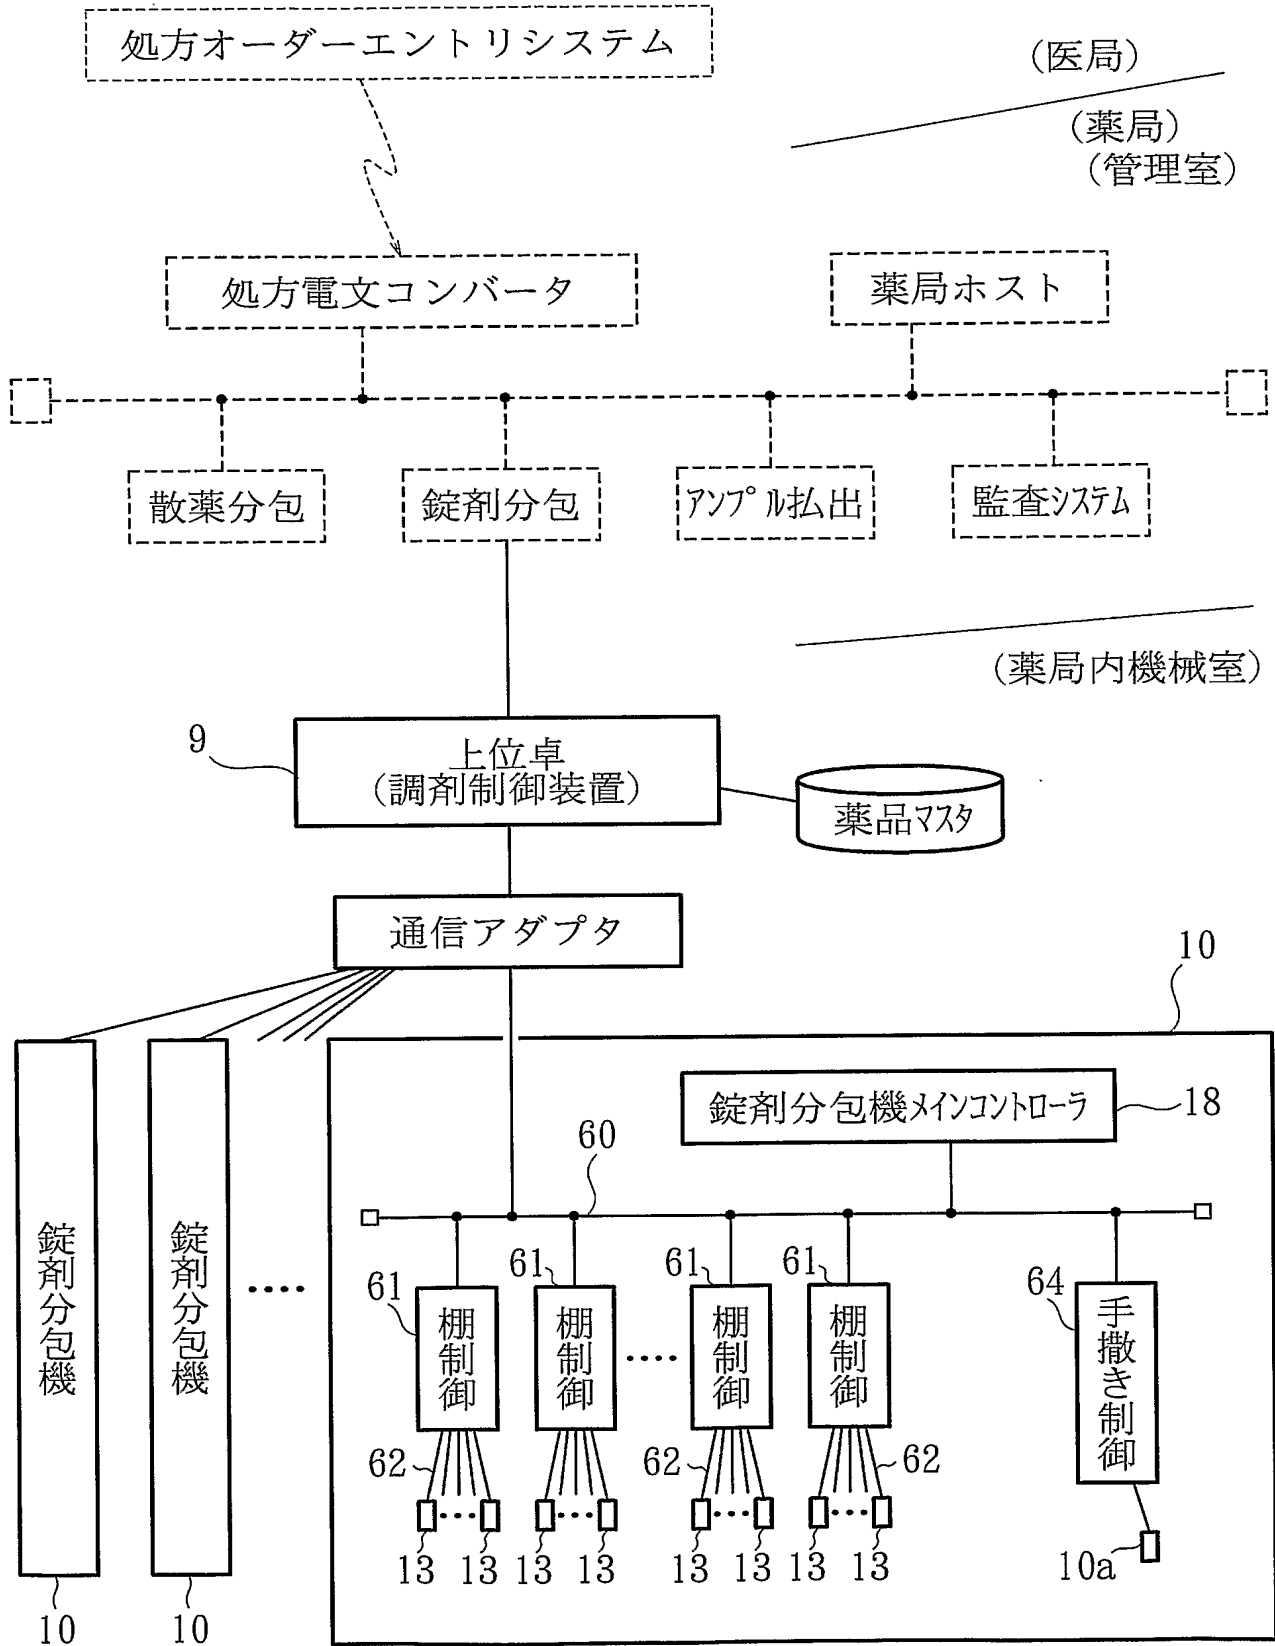 処方オーダーエントリシステム
(医局)
(薬局)
(管理室)
処方電文コンバータ
薬局ホスト
散薬分包
錠剤分包
アンプル払出
監査システム
(薬局内機械室)
9
上位卓
(調剤制御装置)
薬品マスタ
通信アダプタ
10
錠剤分包機メインコントローラ
18
60
錠剤分包機
錠剤分包機
61
61
61
61
64
棚制御
棚制御
棚制御
棚制御
手撒き制御
62
62
62
13
13
13
13
13
13
13
13
10a
10
10